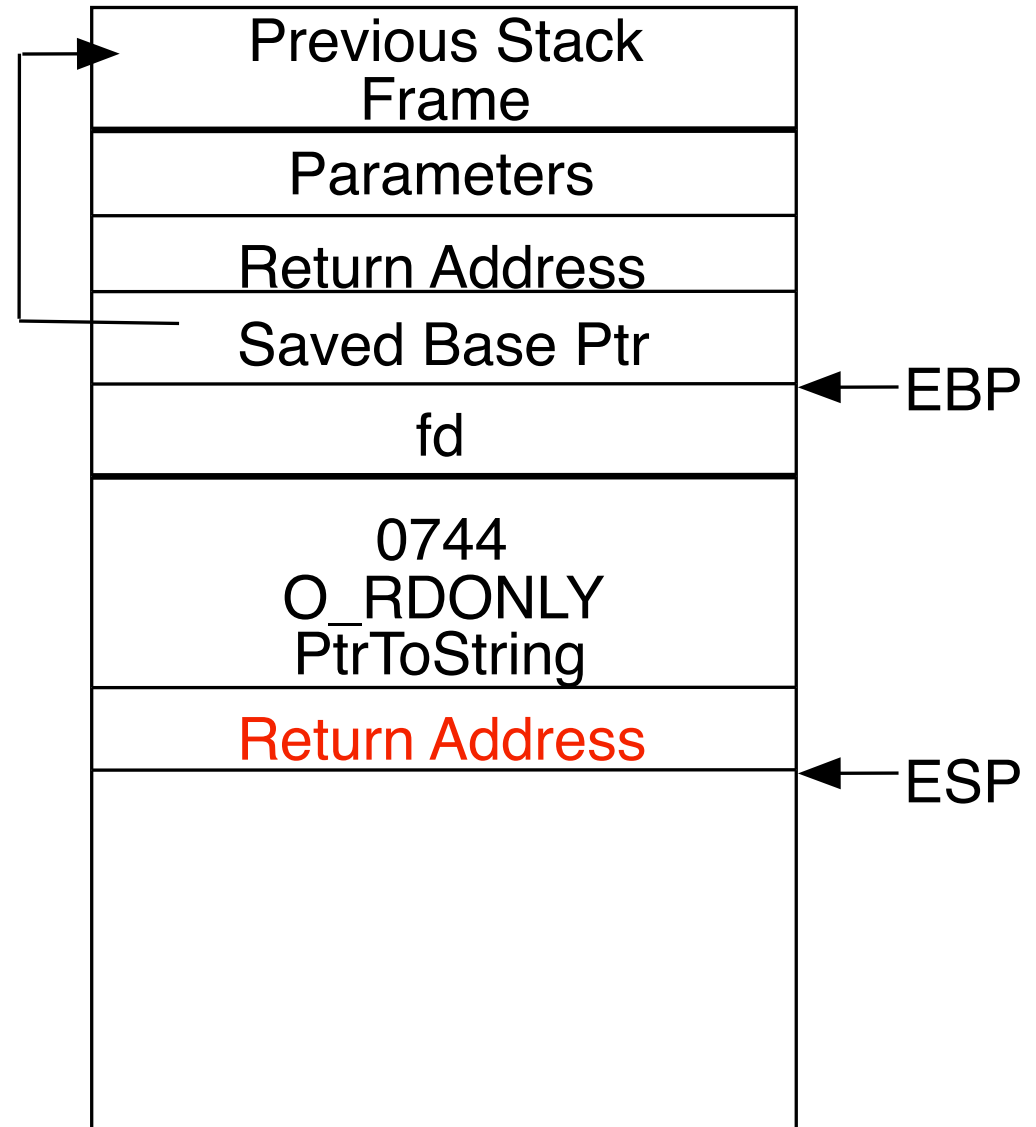 Previous Stack
Frame
Parameters
Return Address
Saved Base Ptr
EBP
fd
0744
O_RDONLY
PtrToString
Return Address
ESP